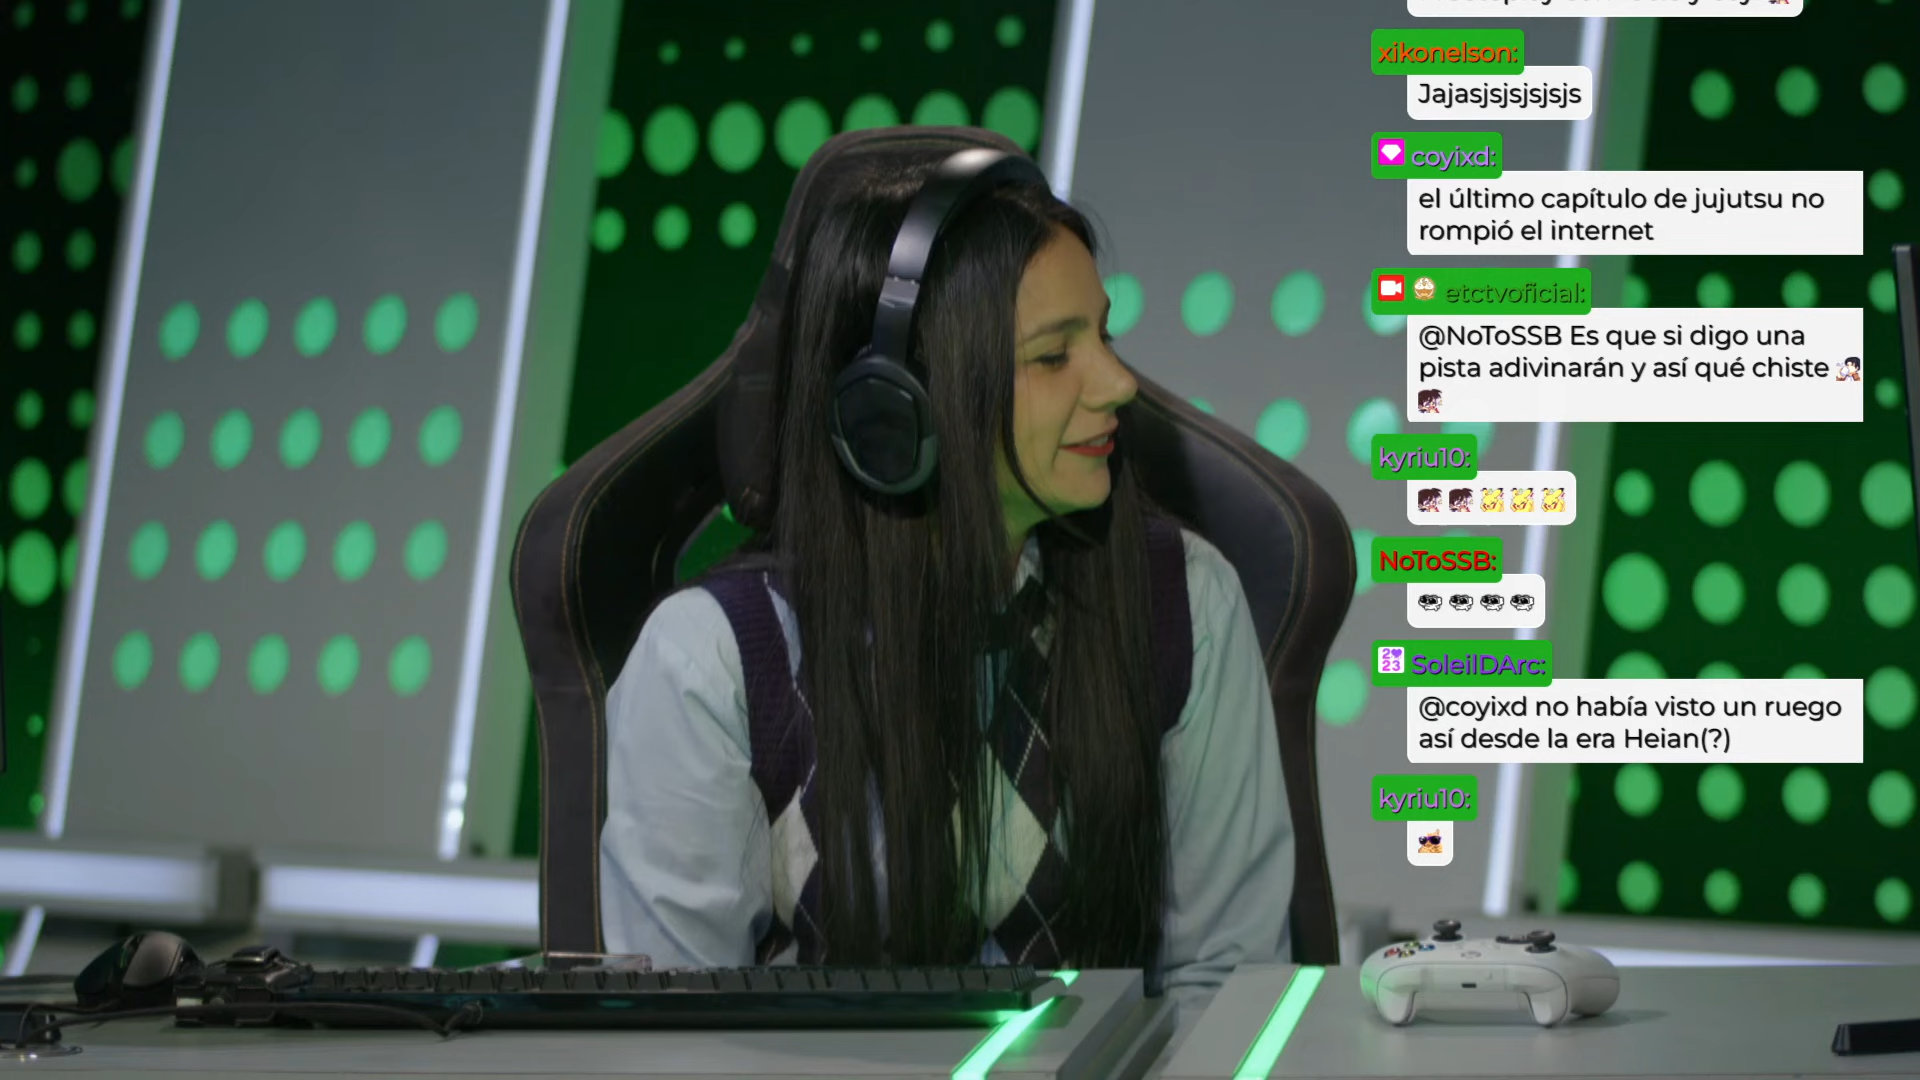 xikonelson:
Jajasjsjsjsjsjs
coyixd:
el último capítulo de jujutsu no
rompió el internet
etctvoficial:
@NoToSSB Es que si digo una
pista adivinarán y así qué chiste
kyriu10:
NoToSSB:
2023
SoleilDArc:
@coyixd no había visto un ruego
así desde la era Heian(?)
kyriu10: